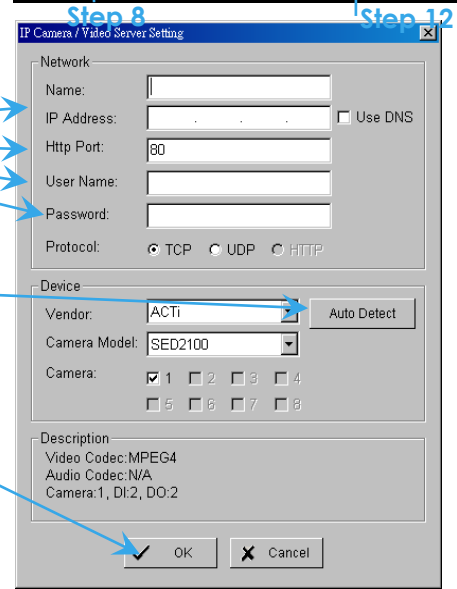 Step 8
Step 12
IP Camera / Video Server Setting
Network
Name:
IP Address: . . . Use DNS
Http Port: 80
User Name:
Password:
Protocol: TCP UDP HTTP
Device
Vendor: ACTi Auto Detect
Camera Model: SED2100
Camera: 1 2 3 4
5 6 7 8
Description
Video Codec:MPEG4
Audio Codec:N/A
Camera:1, DI:2, DO:2
OK Cancel